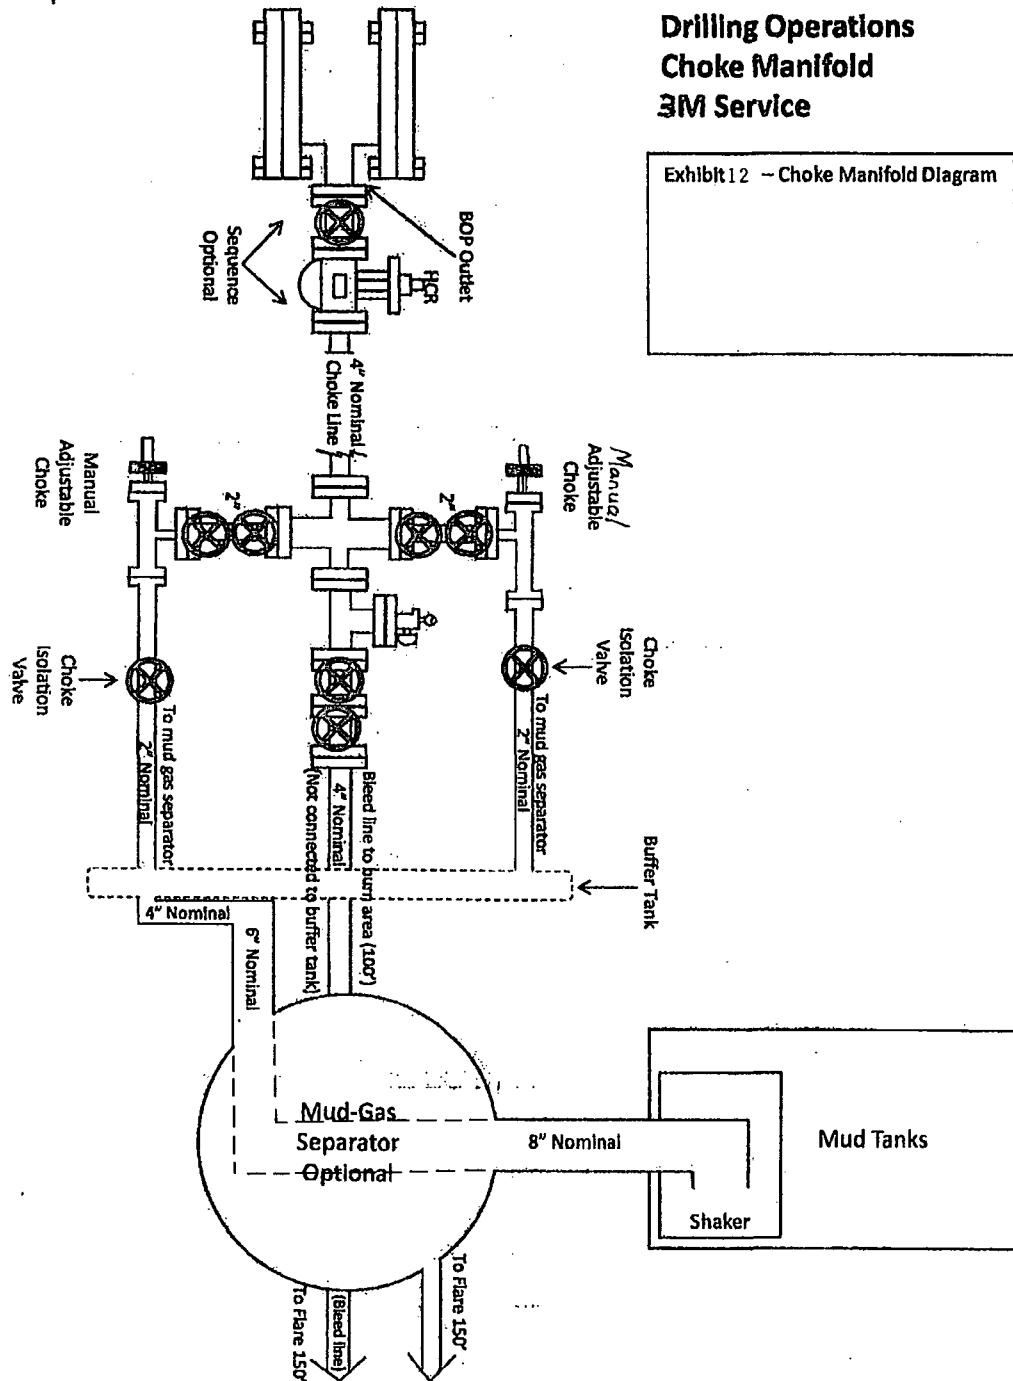 Drilling Operations
Choke Manifold
3M Service
Exhibit 12 – Choke Manifold Diagram
BOP Outlet
HCR
Sequence
Optional
4" Nominal
Choke Line
Manual
Adjustable
Choke
2"
2"
Manual
Adjustable
Choke
Choke
Isolation
Valve
Choke
Isolation
Valve
To mud gas separator
2" Nominal
Bleed line to burn area (100')
4" Nominal
(Not connected to buffer tank)
To mud gas separator
2" Nominal
Buffer Tank
4" Nominal
6" Nominal
Mud-Gas
Separator
Optional
8" Nominal
Mud Tanks
Shaker
To Flare 150'
(Bleed line)
To Flare 150'